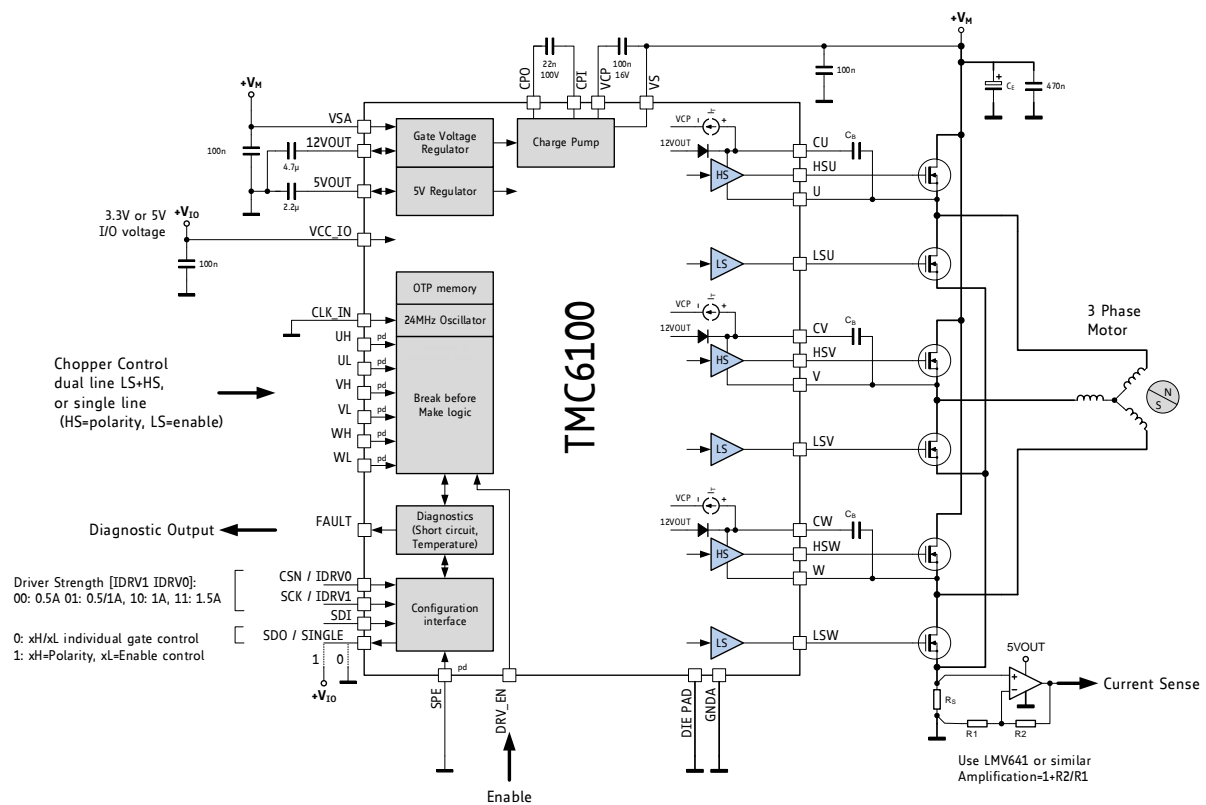 +VM
CPO
22n
100V
CPI
VCP
100n
16V
VS
100n
+VM
CE
470n
+VM
VSA
100n
12VOUT
4.7µ
5VOUT
2.2µ
3.3V or 5V
I/O voltage
+VIO
VCC_IO
100n
Gate Voltage
Regulator
5V Regulator
Charge Pump
TMC6100
OTP memory
24MHz Oscillator
Break before
Make logic
CLK_IN
UH
pd
UL
pd
VH
pd
VL
pd
WH
pd
WL
pd
Chopper Control
dual line LS+HS,
or single line
(HS=polarity, LS=enable)
Diagnostic Output
FAULT
Diagnostics
(Short circuit,
Temperature)
Driver Strength [IDRV1 IDRV0]:
00: 0.5A 01: 0.5/1A, 10: 1A, 11: 1.5A
CSN / IDRV0
SCK / IDRV1
SDI
SDO / SINGLE
Configuration
interface
0: xH/xL individual gate control
1: xH=Polarity, xL=Enable control
1
0
+VIO
SPE
pd
DRV_EN
Enable
DIE PAD
GNDA
VCP
+
12VOUT
HS
CU
CB
HSU
U
LS
LSU
VCP
+
12VOUT
HS
CV
CB
HSV
V
LS
LSV
VCP
+
12VOUT
HS
CW
CB
HSW
W
LS
LSW
3 Phase
Motor
N
S
5VOUT
+
−
RS
R1
R2
Current Sense
Use LMV641 or similar
Amplification=1+R2/R1